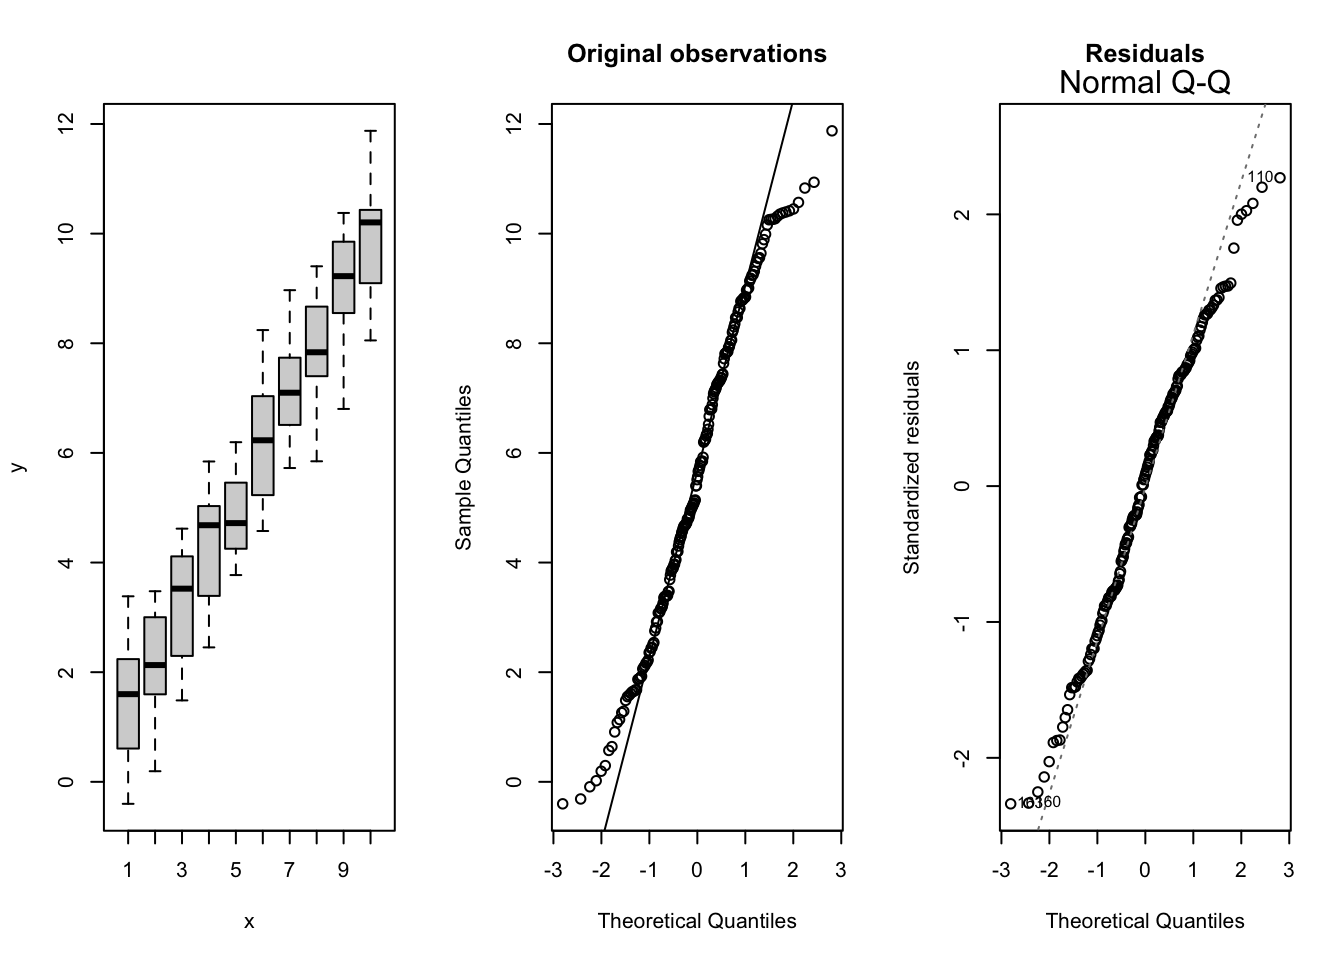 y
0
2
4
6
8
10
12
1 3 5 7 9
x
Original observations
Sample Quantiles
0
2
4
6
8
10
12
-3 -2 -1 0 1 2 3
Theoretical Quantiles
Residuals
Normal Q-Q
Standardized residuals
-2
-1
0
1
2
110
160
-3 -2 -1 0 1 2 3
Theoretical Quantiles